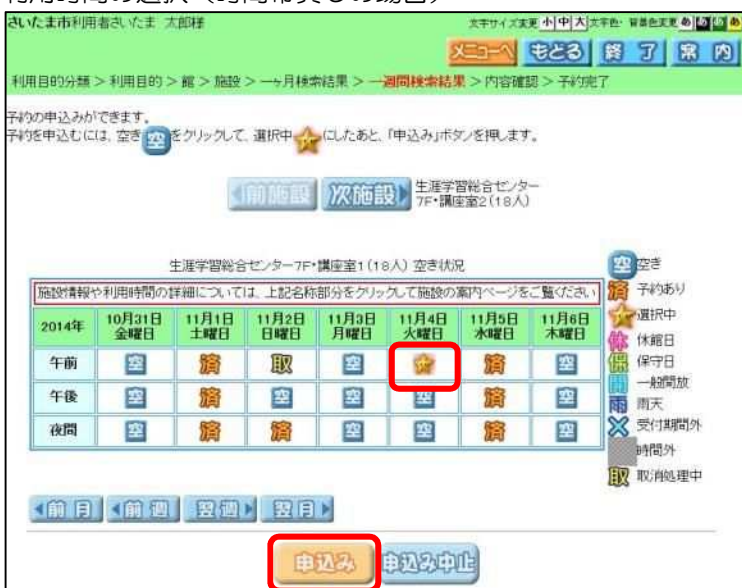 さいたま市利用者さいたま 太郎様 文字サイズ変更 小 中 大 文字色・背景色変更 あ あ あ あ
メニューへ もどる 終了 案内
利用目的分類 > 利用目的 > 館 > 施設 > 一ヶ月検索結果 > 一週間検索結果 > 内容確認 > 予約完了
予約の申込みができます。
予約を申込むには、空き 空 をクリックして、選択中 にしたあと、「申込み」ボタンを押します。
前施設 次施設 生涯学習総合センター
7F・講座室2(18人)
生涯学習総合センター7F・講座室1(18人) 空き状況
施設情報や利用時間の詳細については、上記名称部分をクリックして施設の案内ページをご覧ください
2014年 10月31日 11月1日 11月2日 11月3日 11月4日 11月5日 11月6日
金曜日 土曜日 日曜日 月曜日 火曜日 水曜日 木曜日
午前 空 済 取 空 済 空
午後 空 済 空 空 空 済 空
夜間 空 済 済 空 空 済 空
空 空き
済 予約あり
選択中
休 休館日
保 保守日
開 一般開放
雨 雨天
受付期間外
時間外
取 取消処理中
前月 前週 翌週 翌月
申込み 申込み中止